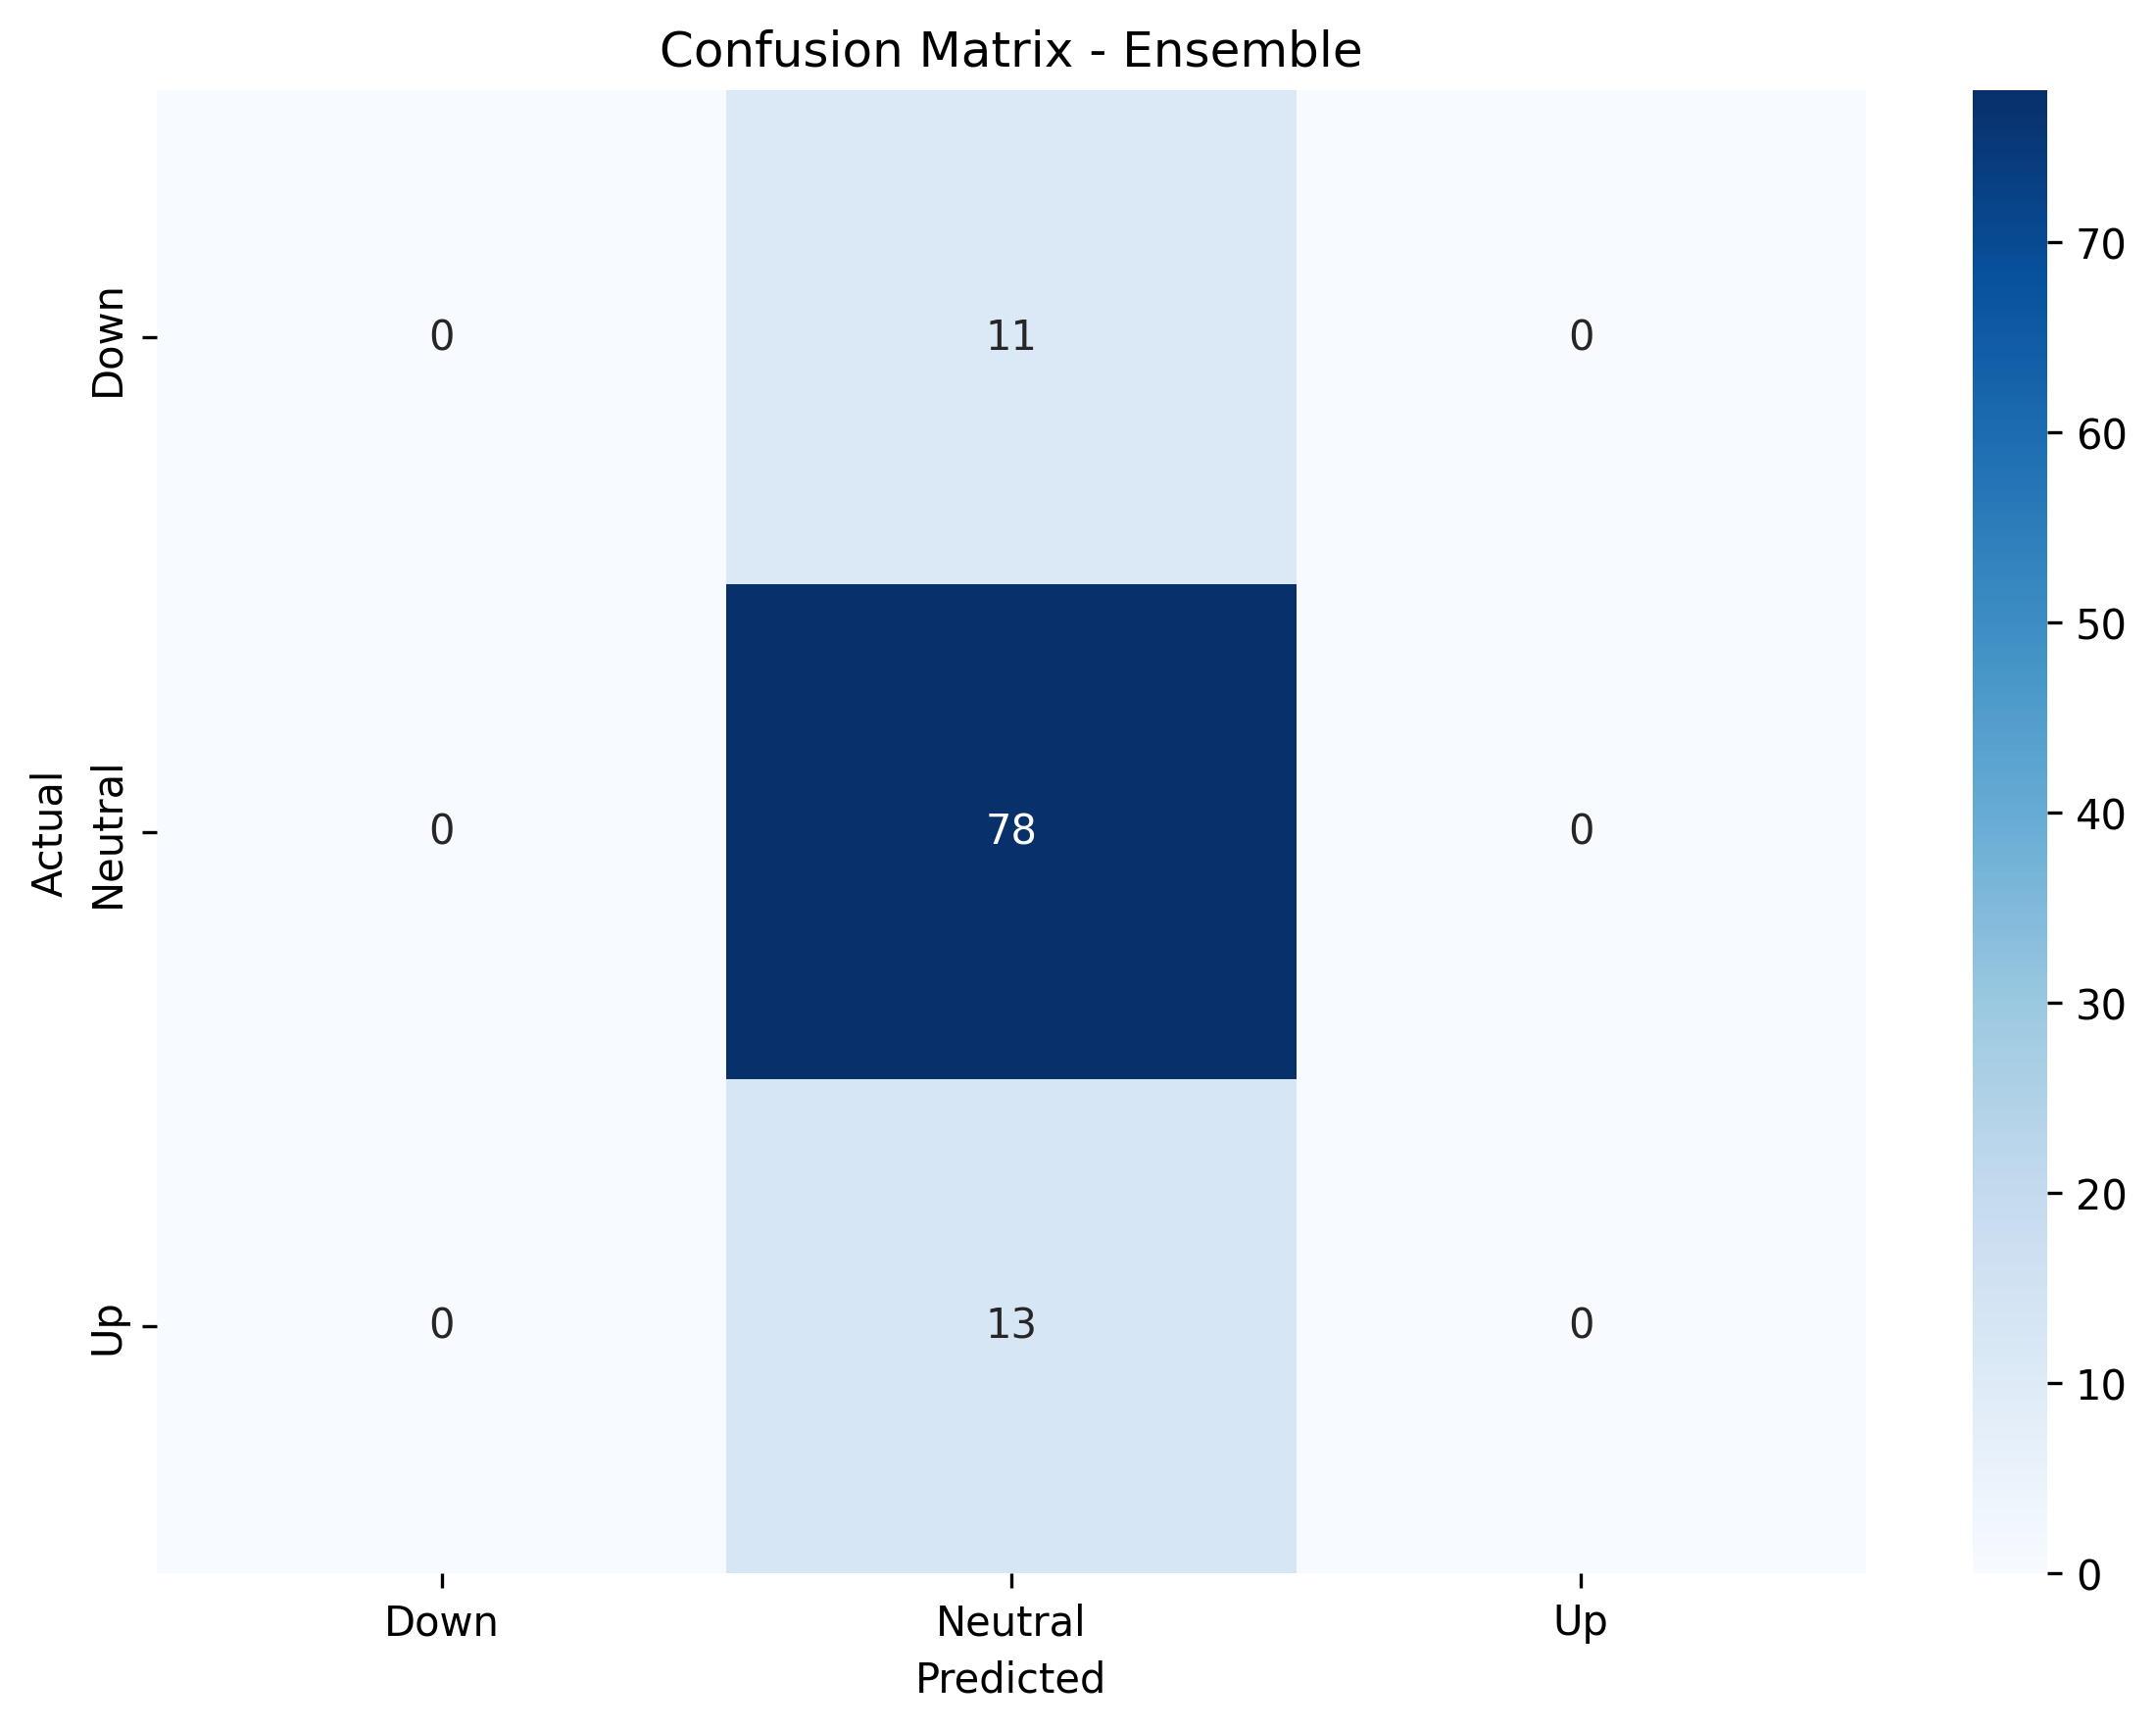 Confusion Matrix - Ensemble
Down
0 11 0
Actual
Neutral
0 78 0
Up
0 13 0
Down Neutral Up
Predicted
70
60
50
40
30
20
10
0